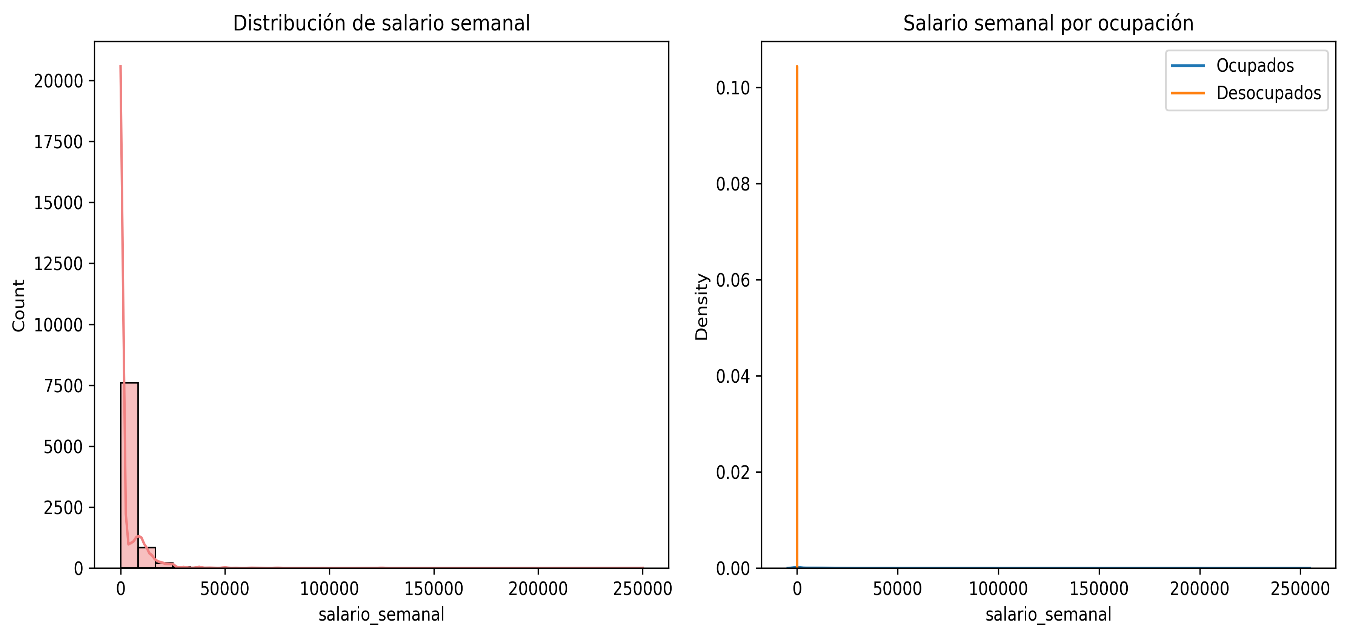 Distribución de salario semanal
20000
17500
15000
12500
10000
7500
5000
2500
0
Count
0 50000 100000 150000 200000 250000
salario_semanal
Salario semanal por ocupación
Ocupados
Desocupados
0.10
0.08
0.06
0.04
0.02
0.00
Density
0 50000 100000 150000 200000 250000
salario_semanal